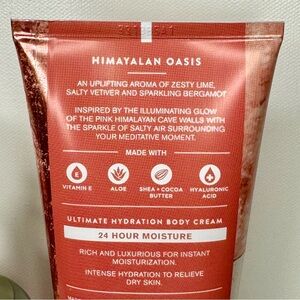 HIMAYALAN OASIS
AN UPLIFTING AROMA OF ZESTY LIME,
SALTY VETIVER AND SPARKLING BERGAMOT
INSPIRED BY THE ILLUMINATING GLOW
OF THE PINK HIMALAYAN CAVE WALLS WITH
THE SPARKLE OF SALTY AIR SURROUNDING
YOUR MEDITATIVE MOMENT.
MADE WITH
E
VITAMIN E
ALOE
SHEA + COCOA
BUTTER
HYALURONIC
ACID
ULTIMATE HYDRATION BODY CREAM
24 HOUR MOISTURE
RICH AND LUXURIOUS FOR INSTANT
MOISTURIZATION.
INTENSE HYDRATION TO RELIEVE
DRY SKIN.